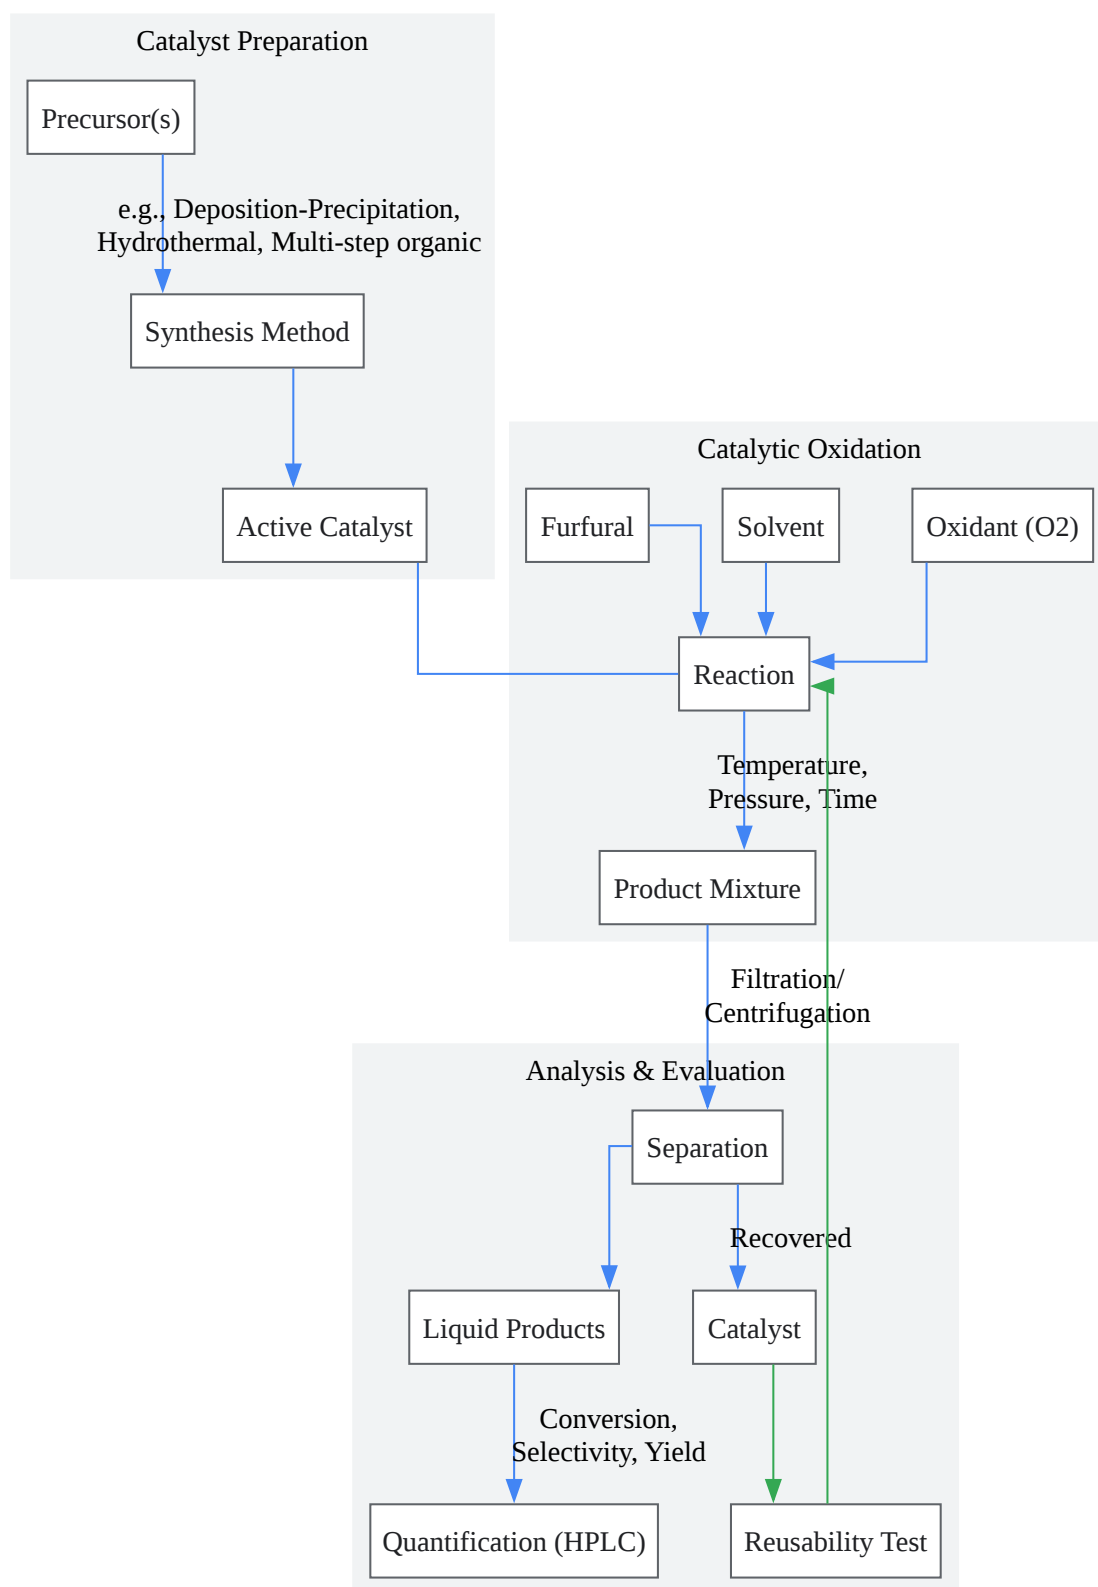 Catalyst Preparation
Precursor(s)
e.g., Deposition-Precipitation,
Hydrothermal, Multi-step organic
Synthesis Method
Active Catalyst
Catalytic Oxidation
Furfural
Solvent
Oxidant (O2)
Reaction
Temperature,
Pressure, Time
Product Mixture
Filtration/
Centrifugation
Analysis & Evaluation
Separation
Recovered
Liquid Products
Catalyst
Conversion,
Selectivity, Yield
Quantification (HPLC)
Reusability Test